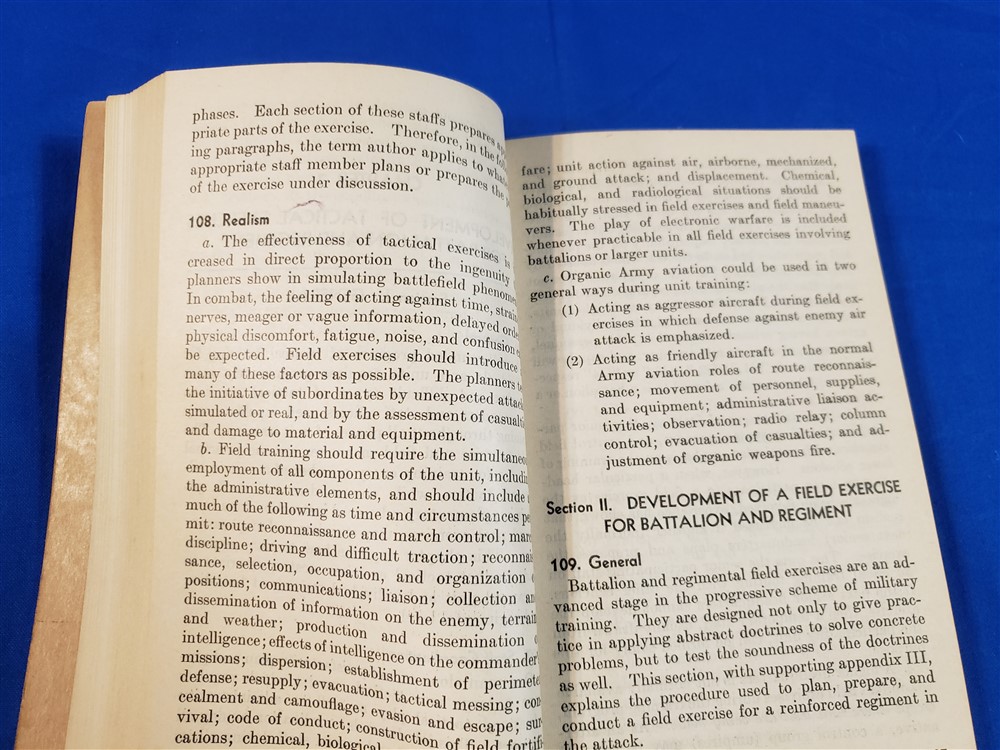 phases. Each section of these staffs prepares
priate parts of the exercise. Therefore, in the
ing paragraphs, the term author applies to
appropriate staff member plans or prepares the
of the exercise under discussion.
108. Realism
a. The effectiveness of tactical exercises is
creased in direct proportion to the ingenuity
planners show in simulating battlefield
In combat, the feeling of acting against time,
nerves, meager or vague information, delayed
physical discomfort, fatigue, noise, and confusion
be expected. Field exercises should introduce
many of these factors as possible. The planners
the initiative of subordinates by unexpected
simulated or real, and by the assessment of
and damage to material and equipment.
b. Field training should require the
employment of all components of the unit,
the administrative elements, and should include
much of the following as time and circumstances
mit: route reconnaissance and march control;
discipline; driving and difficult traction;
sance, selection, occupation, and organization
positions; communications; liaison; collection
dissemination of information on the enemy,
and weather; production and dissemination
intelligence; effects of intelligence on the
missions; dispersion; establishment of
defense; resupply; evacuation; tactical messing;
cealment and camouflage; evasion and escape;
vival; code of conduct; construction of field
cations; chemical,
fare; unit action against air, airborne, mechanized,
and ground attack; and displacement. Chemical,
biological, and radiological situations should be
habitually stressed in field exercises and field maneu-
vers. The play of electronic warfare is included
whenever practicable in all field exercises involving
battalions or larger units.
c. Organic Army aviation could be used in two
general ways during unit training:
(1) Acting as aggressor aircraft during field ex-
ercises in which defense against enemy air
attack is emphasized.
(2) Acting as friendly aircraft in the normal
Army aviation roles of route reconnais-
sance; movement of personnel, supplies,
and equipment; administrative liaison ac-
tivities; observation; radio relay; column
control; evacuation of casualties; and ad-
justment of organic weapons fire.
Section II. DEVELOPMENT OF A FIELD EXERCISE
FOR BATTALION AND REGIMENT
109. General
Battalion and regimental field exercises are an ad-
vanced stage in the progressive scheme of military
training. They are designed not only to give prac-
tice in applying abstract doctrines to solve concrete
problems, but to test the soundness of the doctrines
as well. This section, with supporting appendix III,
explains the procedure used to plan, prepare, and
conduct a field exercise for a reinforced regiment in
the attack.